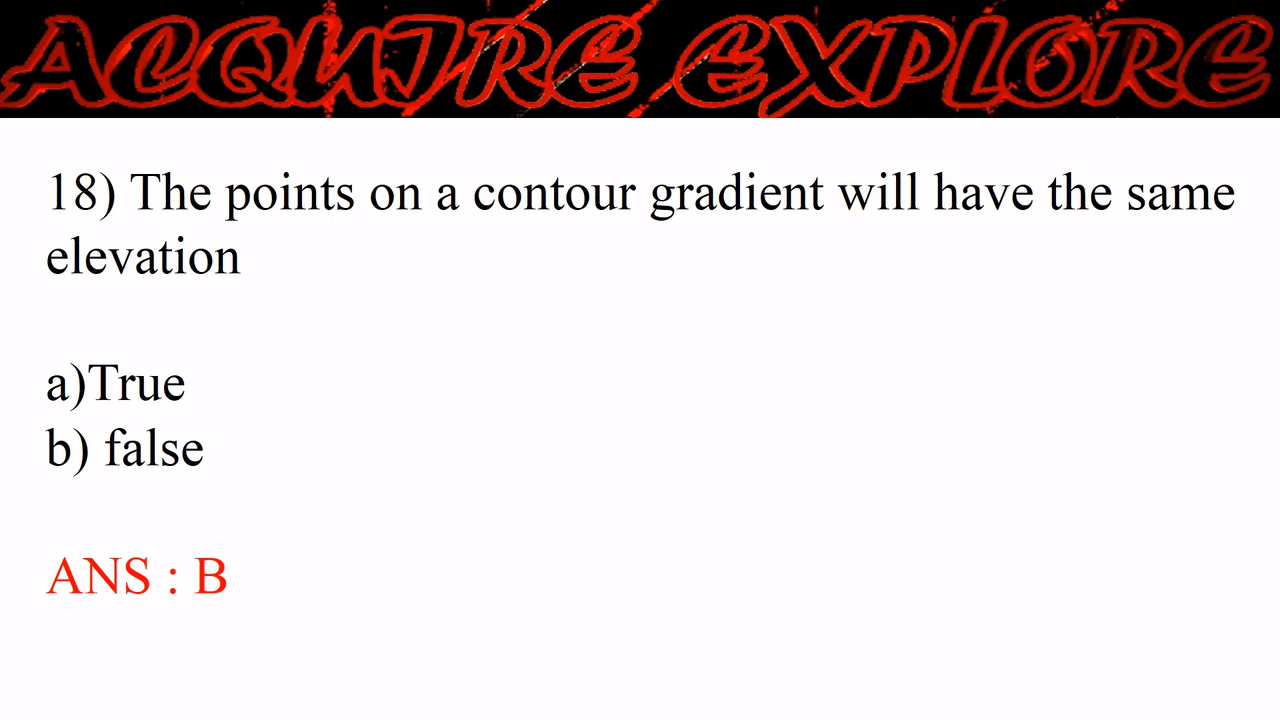 ACQUIRE EXPLORE
18) The points on a contour gradient will have the same
elevation
a)True
b) false
ANS : B